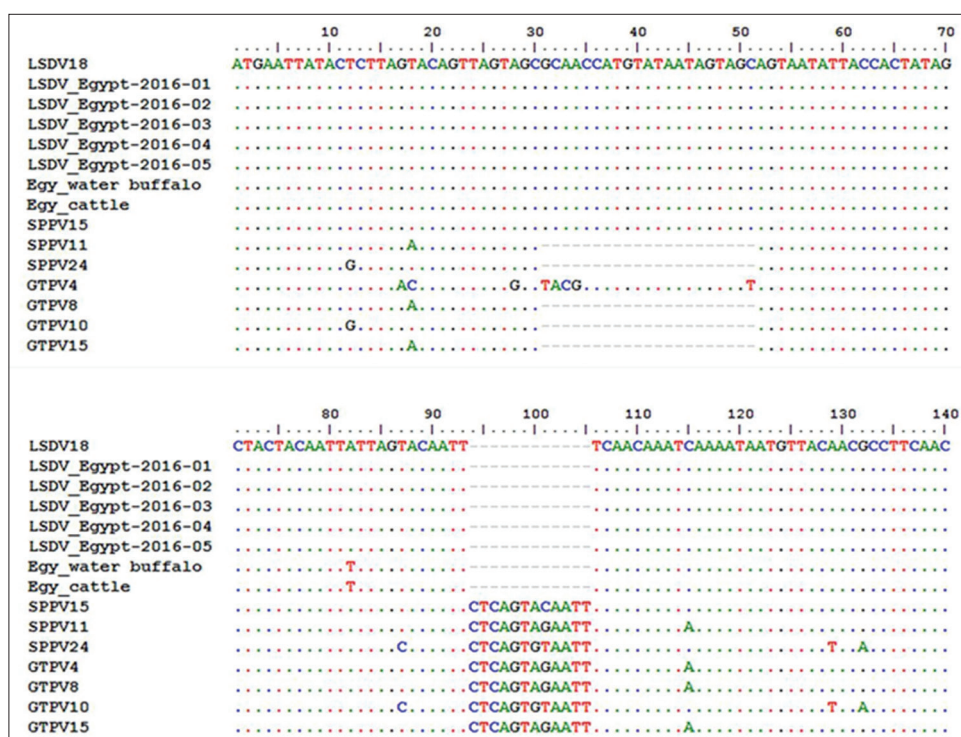 10 20 30 40 50 60 70
LSDV18 ATGAATTATACTCTTAGTACAGTTAGTAGCGCAACCATGTATAATAGTAGCAGTAATATTACCACTATAG
LSDV_Egypt-2016-01 ......................................................................
LSDV_Egypt-2016-02 ......................................................................
LSDV_Egypt-2016-03 ......................................................................
LSDV_Egypt-2016-04 ......................................................................
LSDV_Egypt-2016-05 ......................................................................
Egy_water buffalo ......................................................................
Egy_cattle ......................................................................
SPPV15 ......................................................................
SPPV11 .................A............---------------------...................
SPPV24 ...........G..................---------------------...................
GTPV4 ................AC.........G..TACG................T...................
GTPV8 .................A............---------------------...................
GTPV10 ...........G..................---------------------...................
GTPV15 .................A............---------------------...................
80 90 100 110 120 130 140
LSDV18 CTACTACAATTATTAGTACAATT------------TCAACAAATCAAAATAATGTTACAACGCCTTCAAC
LSDV_Egypt-2016-01 .......................------------...................................
LSDV_Egypt-2016-02 .......................------------...................................
LSDV_Egypt-2016-03 .......................------------...................................
LSDV_Egypt-2016-04 .......................------------...................................
LSDV_Egypt-2016-05 .......................------------...................................
Egy_water buffalo ...........T...........------------...................................
Egy_cattle ...........T...........------------...................................
SPPV15 .......................CTCAGTACAATT...................................
SPPV11 .......................CTCAGTAGAATT.........A.........................
SPPV24 ................C......CTCAGTGTAATT.......................T..A........
GTPV4 .......................CTCAGTAGAATT.........A.........................
GTPV8 .......................CTCAGTAGAATT.........A.........................
GTPV10 ................C......CTCAGTGTAATT.......................T..A........
GTPV15 .......................CTCAGTAGAATT.........A.........................